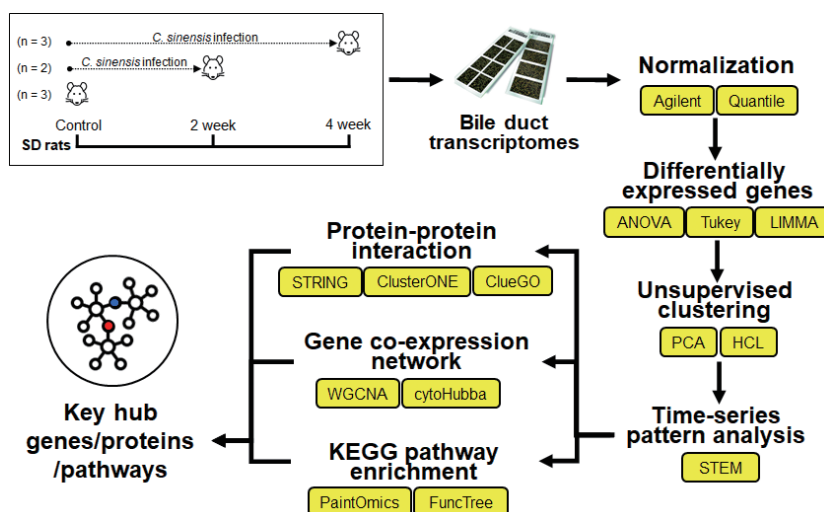 (n = 3) C. sinensis infection
(n = 2) C. sinensis infection
(n = 3)
Control 2 week 4 week
SD rats
Bile duct
transcriptomes
Normalization
Agilent Quantile
Differentially
expressed genes
ANOVA Tukey LIMMA
Unsupervised
clustering
PCA HCL
Time-series
pattern analysis
STEM
Protein-protein
interaction
STRING ClusterONE ClueGO
Gene co-expression
network
WGCNA cytoHubba
KEGG pathway
enrichment
PaintOmics FuncTree
Key hub
genes/proteins
/pathways